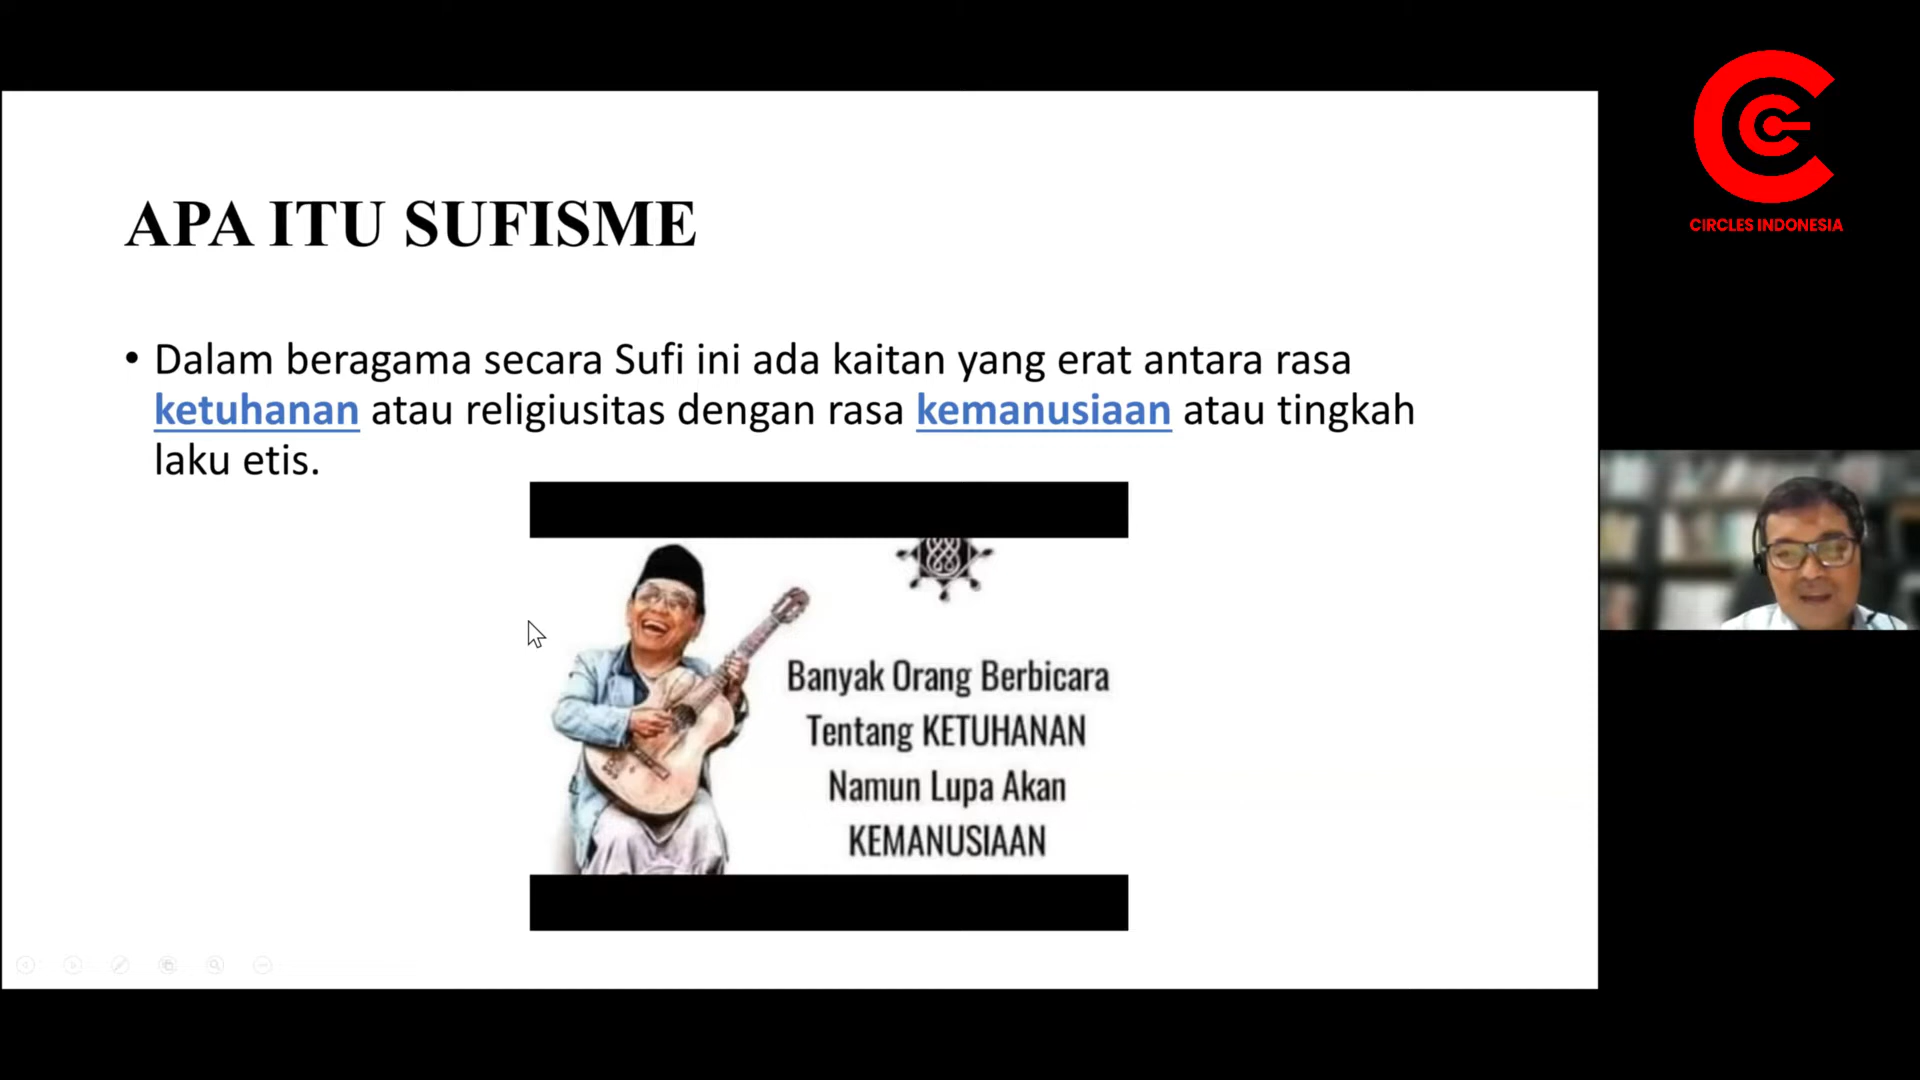 APA ITU SUFISME
• Dalam beragama secara Sufi ini ada kaitan yang erat antara rasa
ketuhanan atau religiusitas dengan rasa kemanusiaan atau tingkah
laku etis.
Banyak Orang Berbicara
Tentang KETUHANAN
Namun Lupa Akan
KEMANUSIAAN
CIRCLES INDONESIA